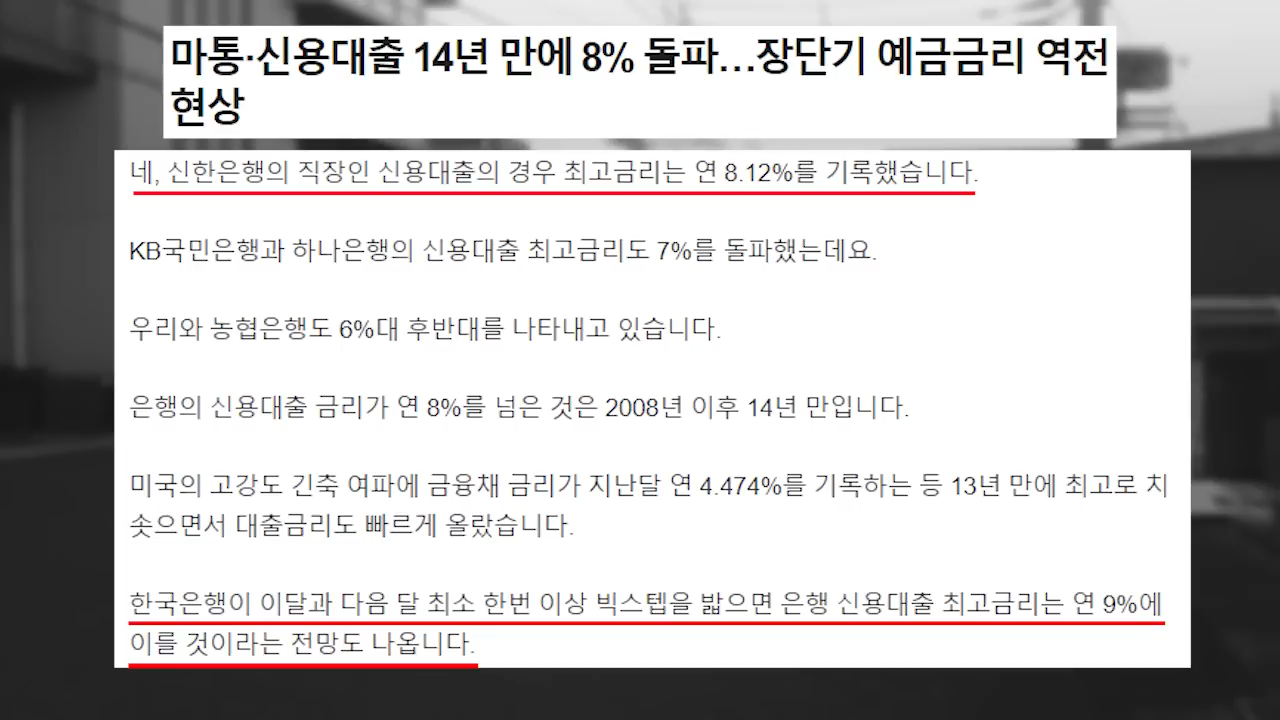 마통·신용대출 14년 만에 8% 돌파…장단기 예금금리 역전
현상
네, 신한은행의 직장인 신용대출의 경우 최고금리는 연 8.12%를 기록했습니다.
KB국민은행과 하나은행의 신용대출 최고금리도 7%를 돌파했는데요.
우리와 농협은행도 6%대 후반대를 나타내고 있습니다.
은행의 신용대출 금리가 연 8%를 넘은 것은 2008년 이후 14년 만입니다.
미국의 고강도 긴축 여파에 금융채 금리가 지난달 연 4.474%를 기록하는 등 13년 만에 최고로 치
솟으면서 대출금리도 빠르게 올랐습니다.
한국은행이 이달과 다음 달 최소 한번 이상 빅스텝을 밟으면 은행 신용대출 최고금리는 연 9%에
이를 것이라는 전망도 나옵니다.